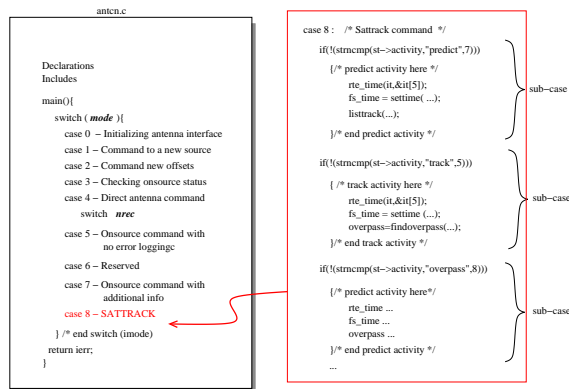 antcn.c
Declarations
Includes
main(){
switch ( mode ){
case 0 – Initializing antenna interface
case 1 – Command to a new source
case 2 – Command new offsets
case 3 – Checking onsource status
case 4 – Direct antenna command
switch nrec
case 5 – Onsource command with
no error loggingc
case 6 – Reserved
case 7 – Onsource command with
additional info
case 8 – SATTRACK
} /* end switch (imode)
return ierr;
}
case 8 : /* Sattrack command */
if(!(strncmp(st->activity,"predict",7)))
{/* predict activity here */
rte_time(it,&it[5]);
fs_time = settime( ...);
listtrack(...);
}/* end predict activity */
sub-case
if(!(strncmp(st->activity,"track",5)))
{ /* track activity here */
rte_time(it,&it[5]);
fs_time = settime (...);
overpass=findoverpass(...);
}/* end track activity */
sub-case
if(!(strncmp(st->activity,"overpass",8)))
{/* predict activity here*/
rte_time ...
fs_time ...
overpass ...
}/* end predict activity */
sub-case
...